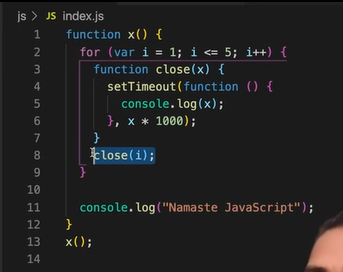 js > JS index.js
1 function x() {
2 for (var i = 1; i <= 5; i++) {
3 function close(x) {
4 setTimeout(function () {
5 console.log(x);
6 }, x * 1000);
7 }
8 close(i);
9 }
10
11 console.log("Namaste JavaScript");
12 }
13 x();
14